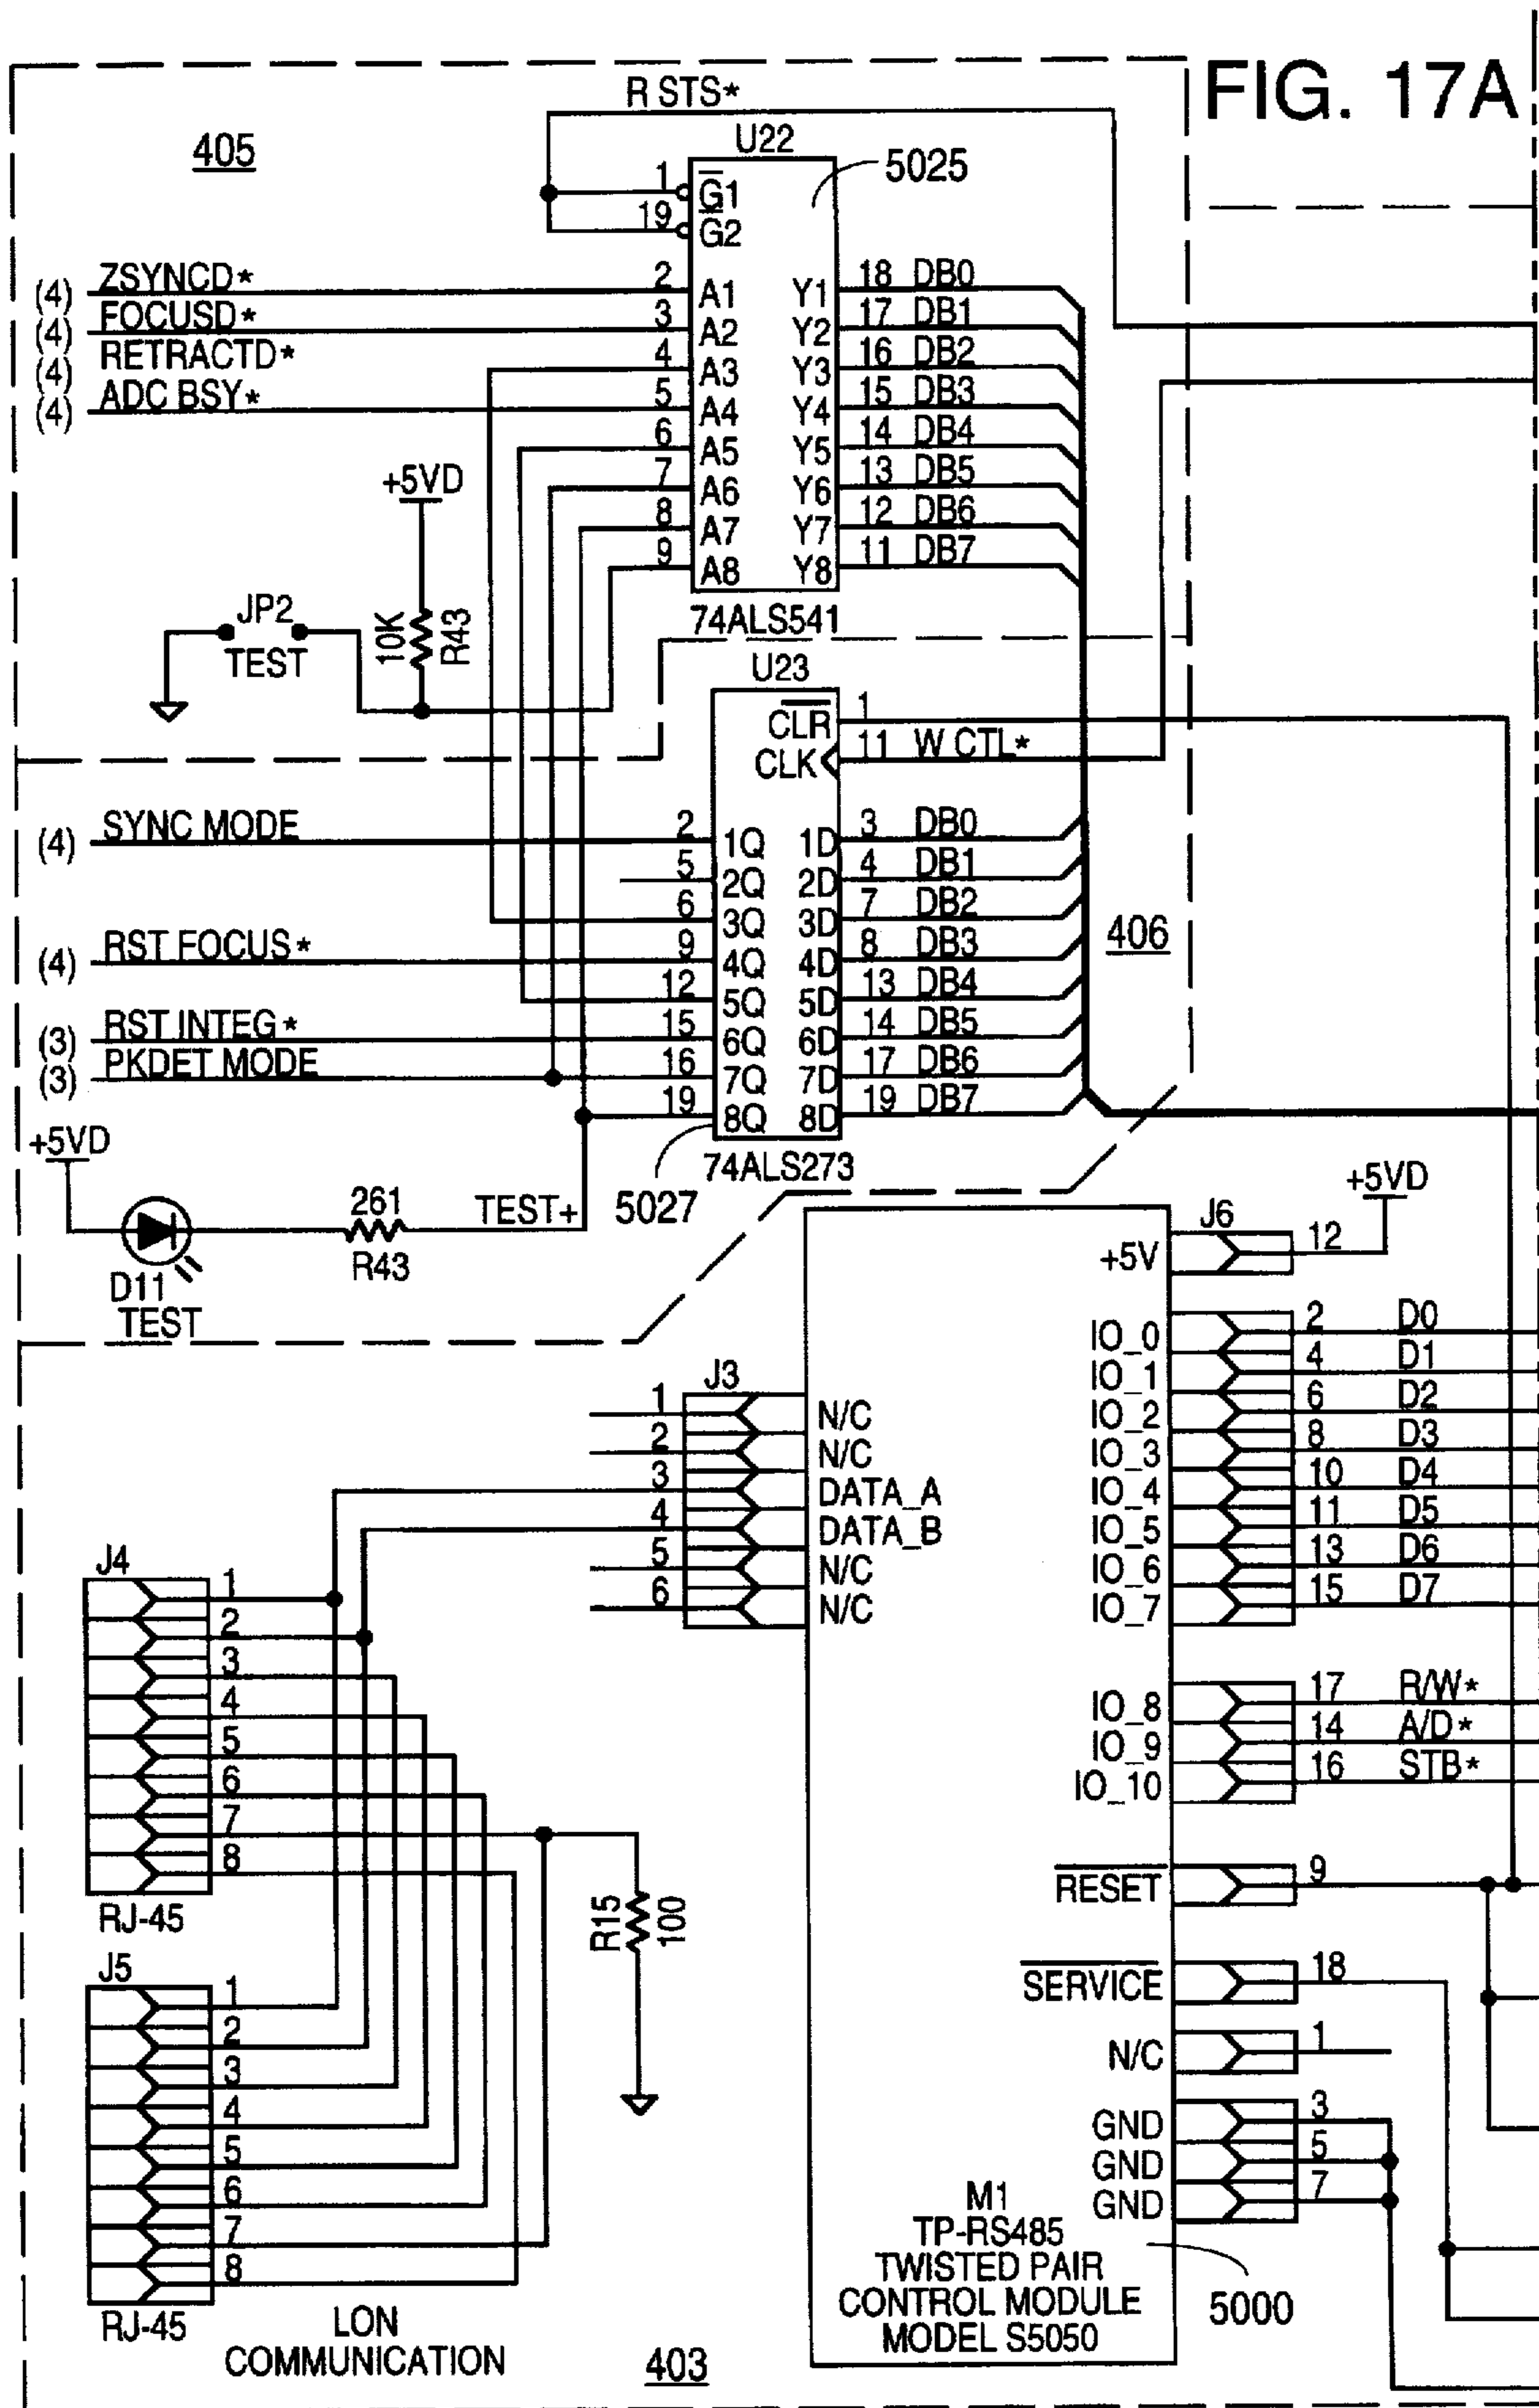 FIG. 17A
R STS*
405
U22
5025
1 G1
19 G2
(4) ZSYNCD* 2 A1 Y1 18 DB0
(4) FOCUSD* 3 A2 Y2 17 DB1
(4) RETRACTD* 4 A3 Y3 16 DB2
(4) ADC BSY* 5 A4 Y4 15 DB3
6 A5 Y5 14 DB4
7 A6 Y6 13 DB5
8 A7 Y7 12 DB6
9 A8 Y8 11 DB7
+5VD
JP2
TEST
10K
R43
74ALS541
U23
CLR 1
CLK 11 W CTL*
(4) SYNC MODE 2 1Q 1D 3 DB0
5 2Q 2D 4 DB1
6 3Q 3D 7 DB2
(4) RST FOCUS* 9 4Q 4D 8 DB3
12 5Q 5D 13 DB4
(3) RST INTEG* 15 6Q 6D 14 DB5
(3) PKDET MODE 16 7Q 7D 17 DB6
19 8Q 8D 19 DB7
406
74ALS273
5027
+5VD
261
R43
TEST+
D11
TEST
+5VD
J6
+5V 12
IO_0 2 D0
IO_1 4 D1
IO_2 6 D2
IO_3 8 D3
IO_4 10 D4
IO_5 11 D5
IO_6 13 D6
IO_7 15 D7
IO_8 17 R/W*
IO_9 14 A/D*
IO_10 16 STB*
RESET 9
SERVICE 18
N/C 1
GND 3
GND 5
GND 7
J3
1 N/C
2 N/C
3 DATA_A
4 DATA_B
5 N/C
6 N/C
J4
1
2
3
4
5
6
7
8
RJ-45
R15
100
J5
1
2
3
4
5
6
7
8
RJ-45
LON
COMMUNICATION
403
M1
TP-RS485
TWISTED PAIR
CONTROL MODULE
MODEL S5050
5000